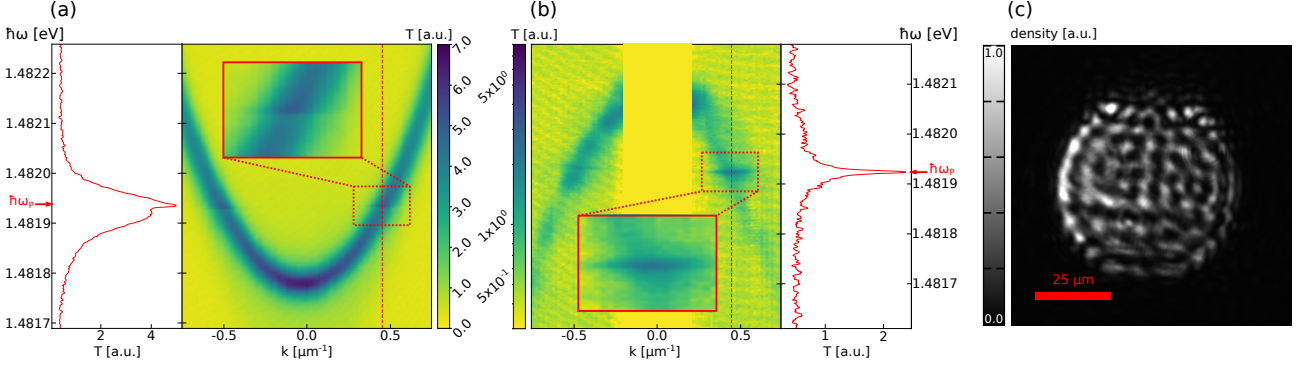 (a)
(b)
(c)
ħω [eV]
T [a.u.]
T [a.u.]
ħω [eV]
density [a.u.]
1.4822
1.4821
1.4820
ħωₚ
1.4819
1.4818
1.4817
2
4
T [a.u.]
-0.5
0.0
0.5
k [μm⁻¹]
7.0
6.0
5.0
4.0
3.0
2.0
1.0
0.0
5x10⁰
1x10⁰
5x10⁻¹
-0.5
0.0
0.5
k [μm⁻¹]
1
2
T [a.u.]
1.4821
1.4820
ħωₚ
1.4819
1.4818
1.4817
1.0
0.0
25 μm